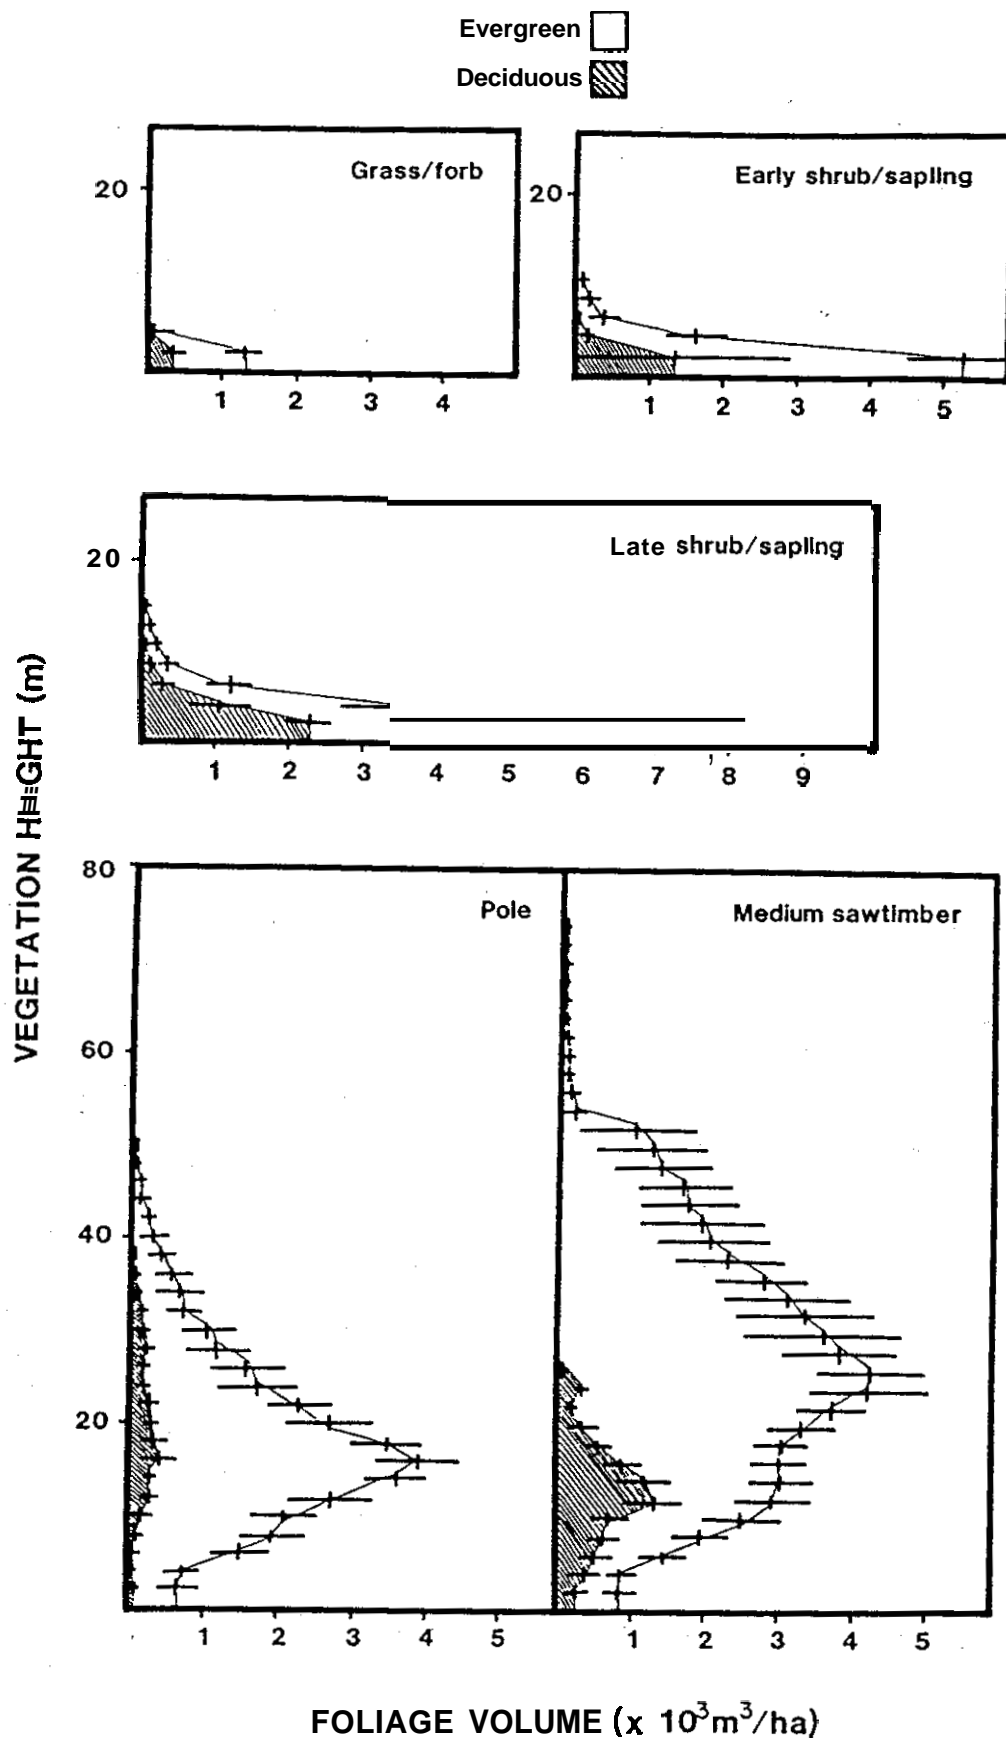 Evergreen
Deciduous
Grass/forb
20
1 2 3 4
Early shrub/sapling
20
1 2 3 4 5
Late shrub/sapling
20
1 2 3 4 5 6 7 8 9
VEGETATION HEIGHT (m)
80
60
40
20
Pole
1 2 3 4 5
Medium sawtimber
1 2 3 4 5
FOLIAGE VOLUME (x 10³m³/ha)